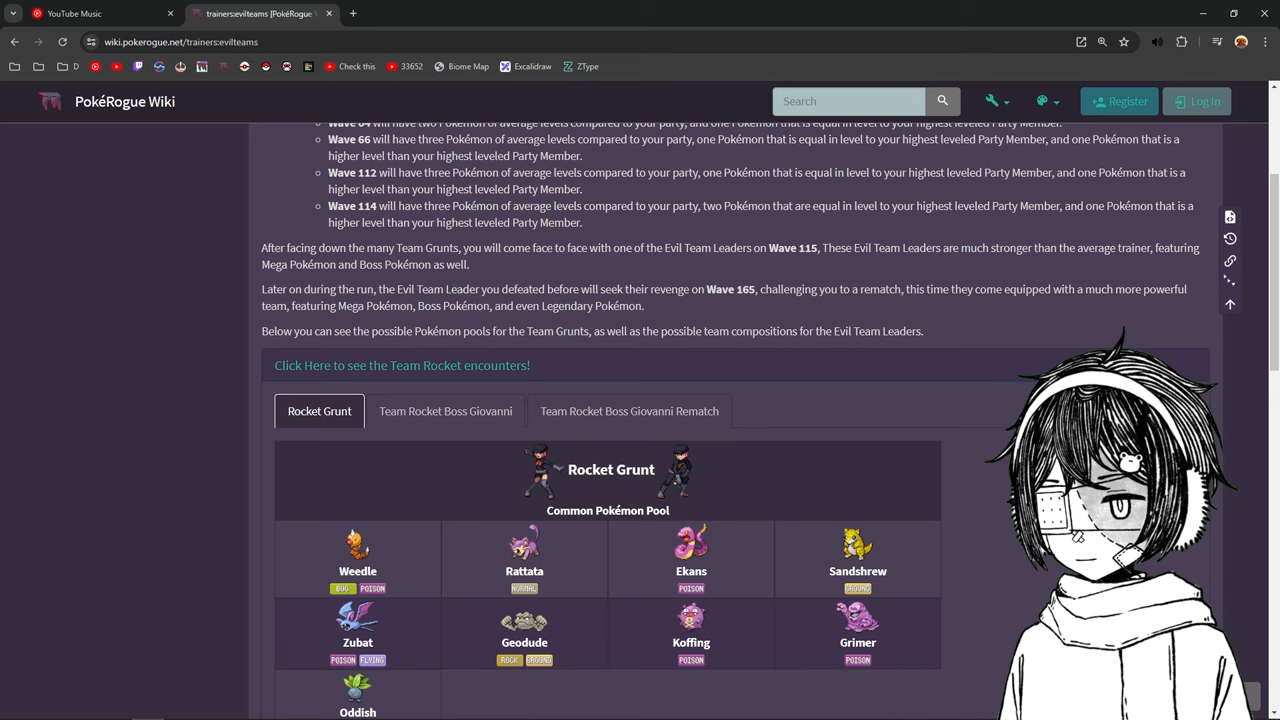 YouTube Music
trainers:evilteams [PokéRogue W
wiki.pokerogue.net/trainers:evilteams
D
Check this
33652
Biome Map
Excalidraw
ZType
PokéRogue Wiki
Search
Register
Log In
Wave 66 will have three Pokémon of average levels compared to your party, one Pokémon that is equal in level to your highest leveled Party Member, and one Pokémon that is a
higher level than your highest leveled Party Member.
Wave 112 will have three Pokémon of average levels compared to your party, one Pokémon that is equal in level to your highest leveled Party Member, and one Pokémon that is a
higher level than your highest leveled Party Member.
Wave 114 will have three Pokémon of average levels compared to your party, two Pokémon that are equal in level to your highest leveled Party Member, and one Pokémon that is a
higher level than your highest leveled Party Member.
After facing down the many Team Grunts, you will come face to face with one of the Evil Team Leaders on Wave 115, These Evil Team Leaders are much stronger than the average trainer, featuring
Mega Pokémon and Boss Pokémon as well.
Later on during the run, the Evil Team Leader you defeated before will seek their revenge on Wave 165, challenging you to a rematch, this time they come equipped with a much more powerful
team, featuring Mega Pokémon, Boss Pokémon, and even Legendary Pokémon.
Below you can see the possible Pokémon pools for the Team Grunts, as well as the possible team compositions for the Evil Team Leaders.
Click Here to see the Team Rocket encounters!
Rocket Grunt
Team Rocket Boss Giovanni
Team Rocket Boss Giovanni Rematch
Rocket Grunt
Common Pokémon Pool
Weedle
Rattata
Ekans
Sandshrew
BUG POISON
NORMAL
POISON
GROUND
Zubat
Geodude
Koffing
Grimer
POISON FLYING
ROCK GROUND
POISON
POISON
Oddish